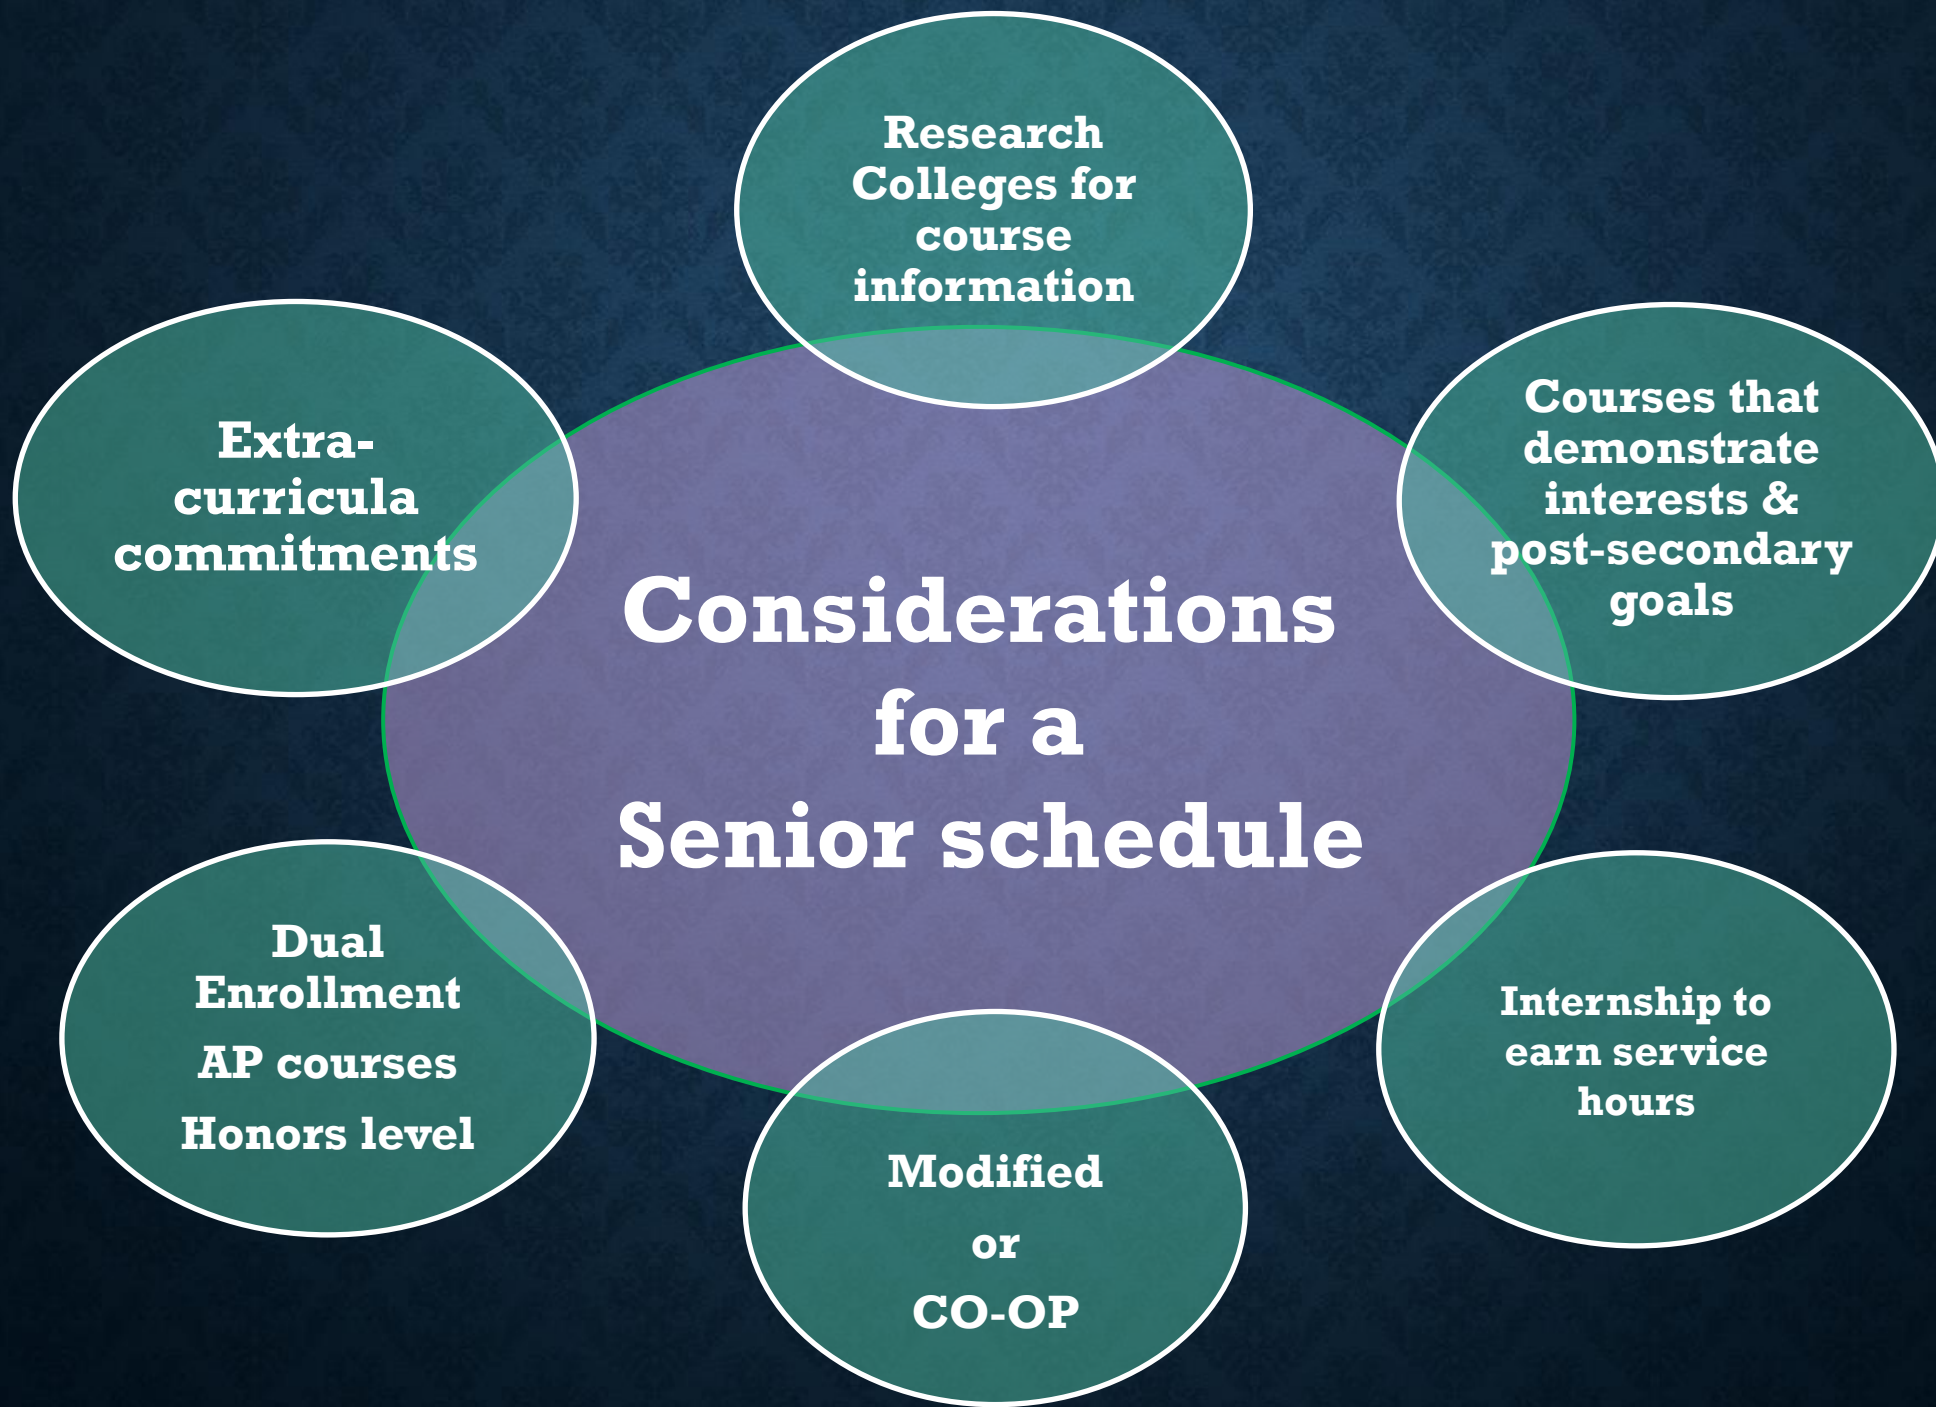 Research
Colleges for
course
information
Courses that
demonstrate
interests &
post-secondary
goals
Internship to
earn service
hours
Modified
or
CO-OP
Dual
Enrollment
AP courses
Honors level
Extra-
curricula
commitments
Considerations
for a
Senior schedule